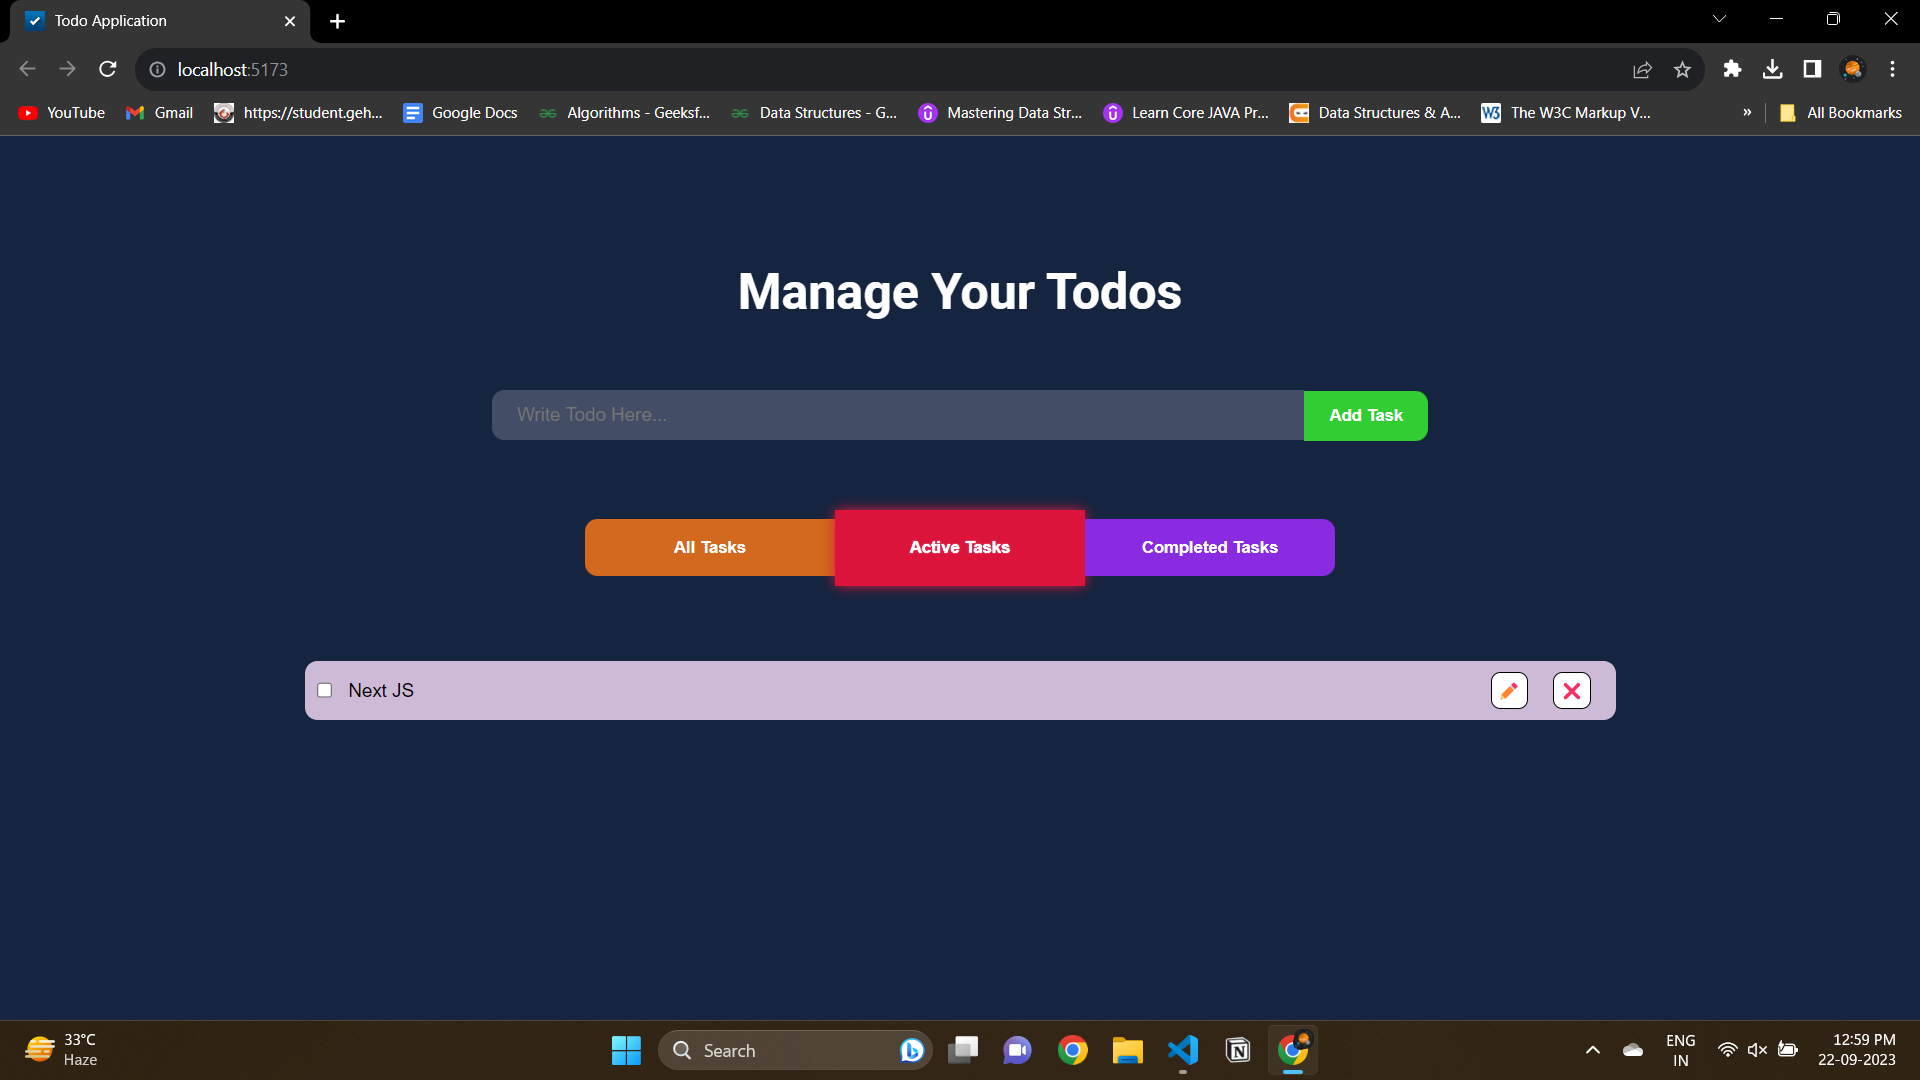 Todo Application
localhost:5173
YouTube Gmail https://student.geh... Google Docs Algorithms - Geeksf... Data Structures - G... Mastering Data Str... Learn Core JAVA Pr... Data Structures & A... The W3C Markup V... » All Bookmarks
Manage Your Todos
Write Todo Here... Add Task
All Tasks Active Tasks Completed Tasks
Next JS
33°C
Haze
Search
ENG
IN
12:59 PM
22-09-2023